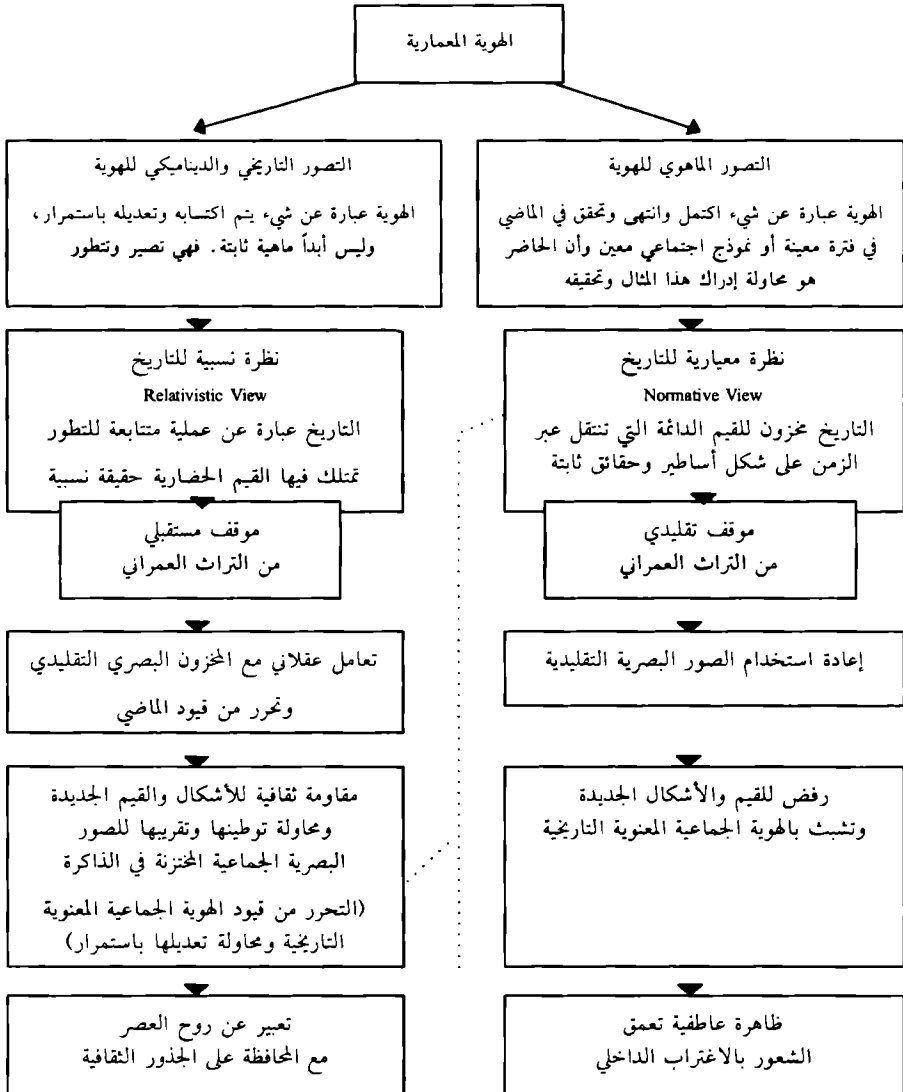 الهوية المعمارية
التصور الماهوي للهوية
الهوية عبارة عن شيء اكتمل وانتهى وتحقق في الماضي
في فترة معينة أو نموذج اجتماعي معين وأن الحاضر
هو محاولة إدراك هذا المثال وتحقيقه
نظرة معيارية للتاريخ
Normative View
التاريخ مخزون للقيم الدائمة التي تنتقل عبر
الزمن على شكل أساطير وحقائق ثابتة
موقف تقليدي
من التراث العمراني
إعادة استخدام الصور البصرية التقليدية
رفض للقيم والأشكال الجديدة
وتشبث بالهوية الجماعية المعنوية التاريخية
ظاهرة عاطفية تعمق
الشعور بالاغتراب الداخلي
التصور التاريخي والديناميكي للهوية
الهوية عبارة عن شيء يتم اكتسابه وتعديله باستمرار،
وليس أبداً ماهية ثابتة. فهي تصير وتتطور
نظرة نسبية للتاريخ
Relativistic View
التاريخ عبارة عن عملية متتابعة للتطور
تمتلك فيها القيم الحضارية حقيقة نسبية
موقف مستقبلي
من التراث العمراني
تعامل عقلاني مع المخزون البصري التقليدي
وتحرر من قيود الماضي
مقاومة ثقافية للأشكال والقيم الجديدة
ومحاولة توطينها وتقريبها للصور
البصرية الجماعية المختزنة في الذاكرة
(التحرر من قيود الهوية الجماعية المعنوية
التاريخية ومحاولة تعديلها باستمرار)
تعبير عن روح العصر
مع المحافظة على الجذور الثقافية